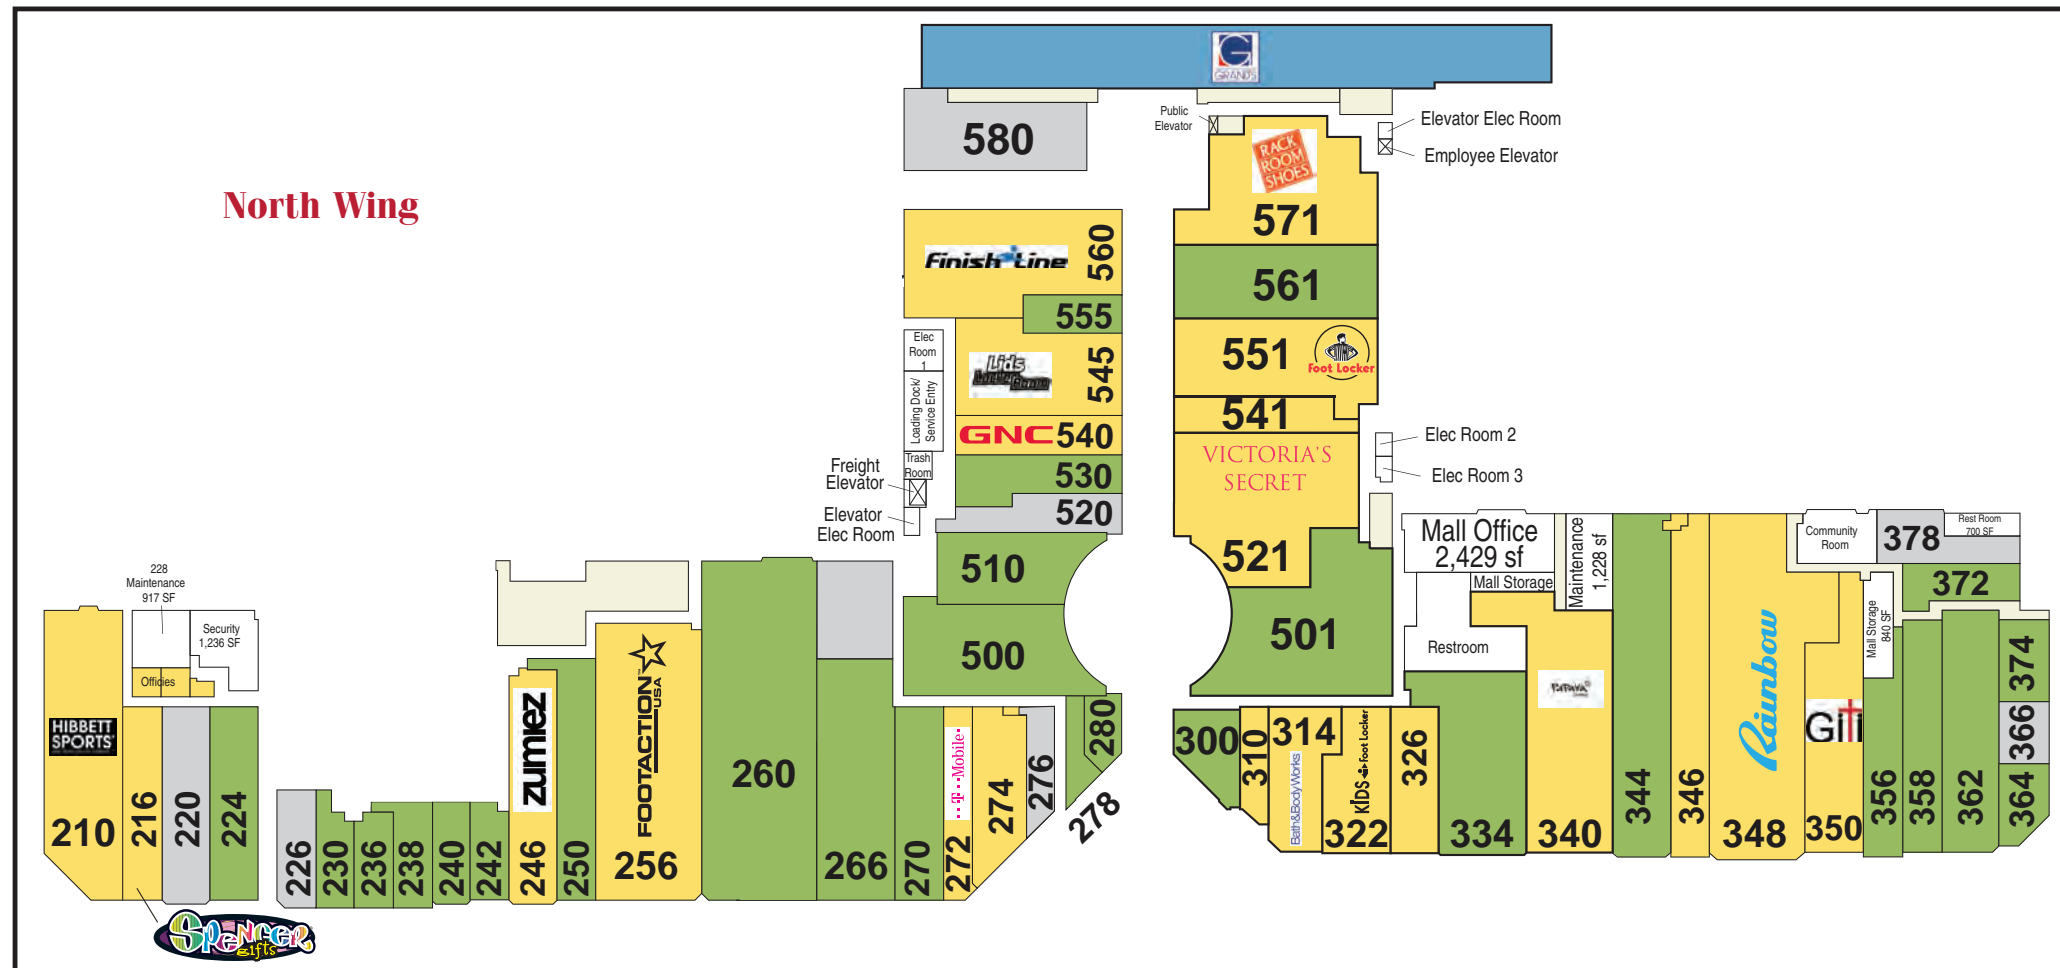 North Wing
G
GRAND'S
580
Public
Elevator
Elevator Elec Room
Employee Elevator
RACK
ROOM
SHOES
571
561
551
Foot Locker
541
VICTORIA'S
SECRET
521
501
Finish Line
560
555
Lids
Locker Room
545
GNC
540
530
520
510
500
Elec
Room
1
Loading Dock/
Service Entry
Trash
Room
Freight
Elevator
Elevator
Elec Room
Elec Room 2
Elec Room 3
228
Maintenance
917 SF
Security
1,236 SF
Officies
HIBBETT
SPORTS
210
216
220
224
SPENCER
gifts
226
230
236
238
240
242
zumiez
246
250
FOOTACTION
USA
256
260
266
270
T-Mobile
272
274
276
278
280
300
310
314
Bath&BodyWorks
KIDS Foot Locker
322
326
334
Restroom
Mall Office
2,429 sf
Mall Storage
Maintenance
1,228 sf
PAPAYA
340
344
346
Rainbow
348
Giti
350
Community
Room
Mall Storage
840 SF
356
358
362
364
366
374
372
378
Rest Room
700 SF